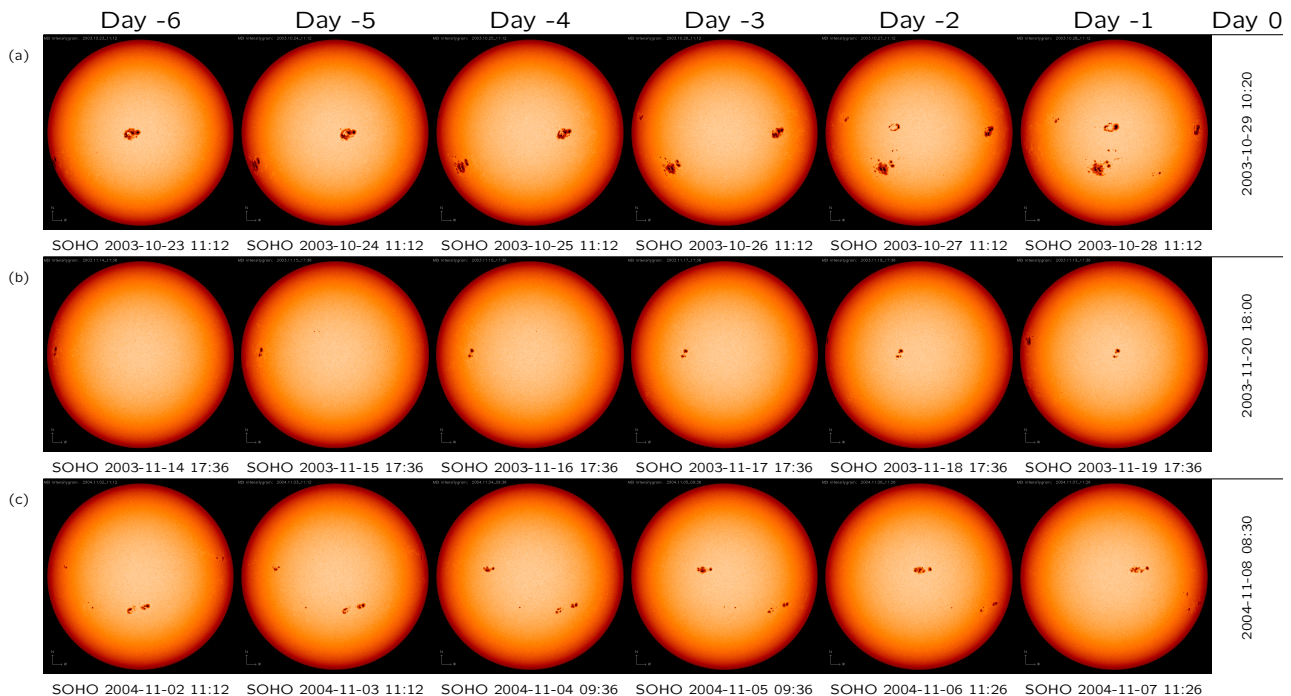 Day -6 Day -5 Day -4 Day -3 Day -2 Day -1 Day 0
(a)
2003-10-29 10:20
SOHO 2003-10-23 11:12 SOHO 2003-10-24 11:12 SOHO 2003-10-25 11:12 SOHO 2003-10-26 11:12 SOHO 2003-10-27 11:12 SOHO 2003-10-28 11:12
(b)
2003-11-20 18:00
SOHO 2003-11-14 17:36 SOHO 2003-11-15 17:36 SOHO 2003-11-16 17:36 SOHO 2003-11-17 17:36 SOHO 2003-11-18 17:36 SOHO 2003-11-19 17:36
(c)
2004-11-08 08:30
SOHO 2004-11-02 11:12 SOHO 2004-11-03 11:12 SOHO 2004-11-04 09:36 SOHO 2004-11-05 09:36 SOHO 2004-11-06 11:26 SOHO 2004-11-07 11:26